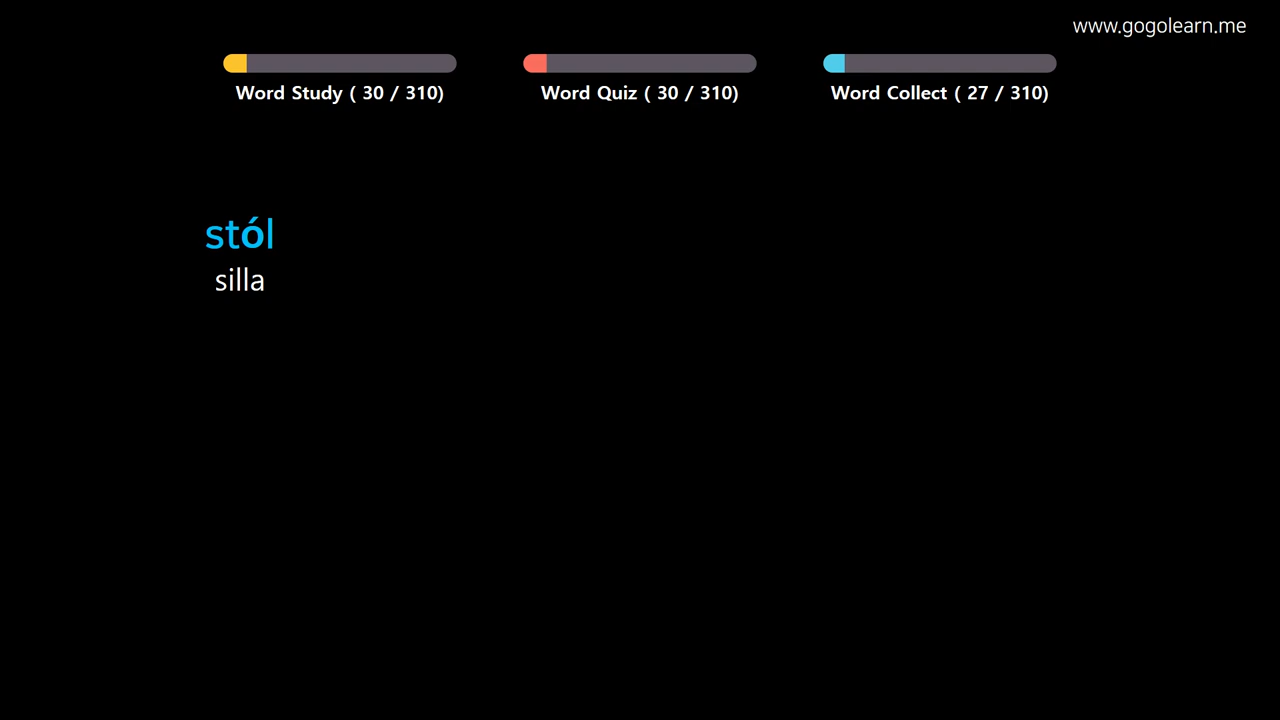 www.gogolearn.me
Word Study ( 30 / 310)
Word Quiz ( 30 / 310)
Word Collect ( 27 / 310)
stól
silla